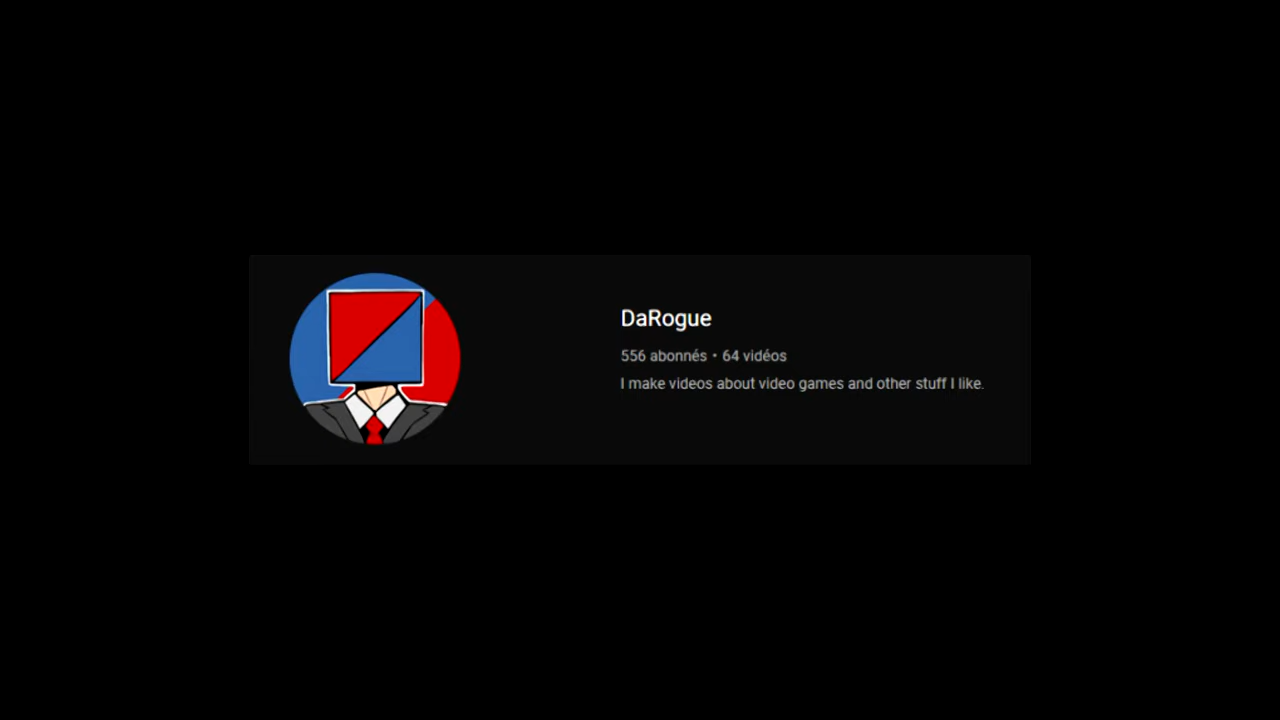 DaRogue
556 abonnés • 64 vidéos
I make videos about video games and other stuff I like.